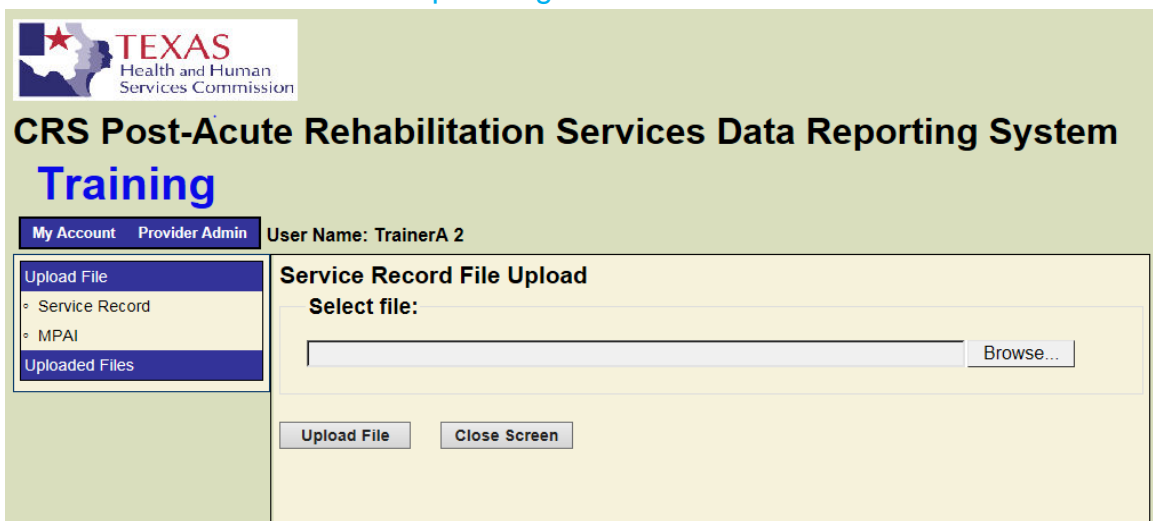 TEXAS
Health and Human
Services Commission
CRS Post-Acute Rehabilitation Services Data Reporting System
Training
My Account Provider Admin User Name: TrainerA 2
Upload File
Service Record File Upload
Service Record
Select file:
MPAI
Browse...
Uploaded Files
Upload File Close Screen